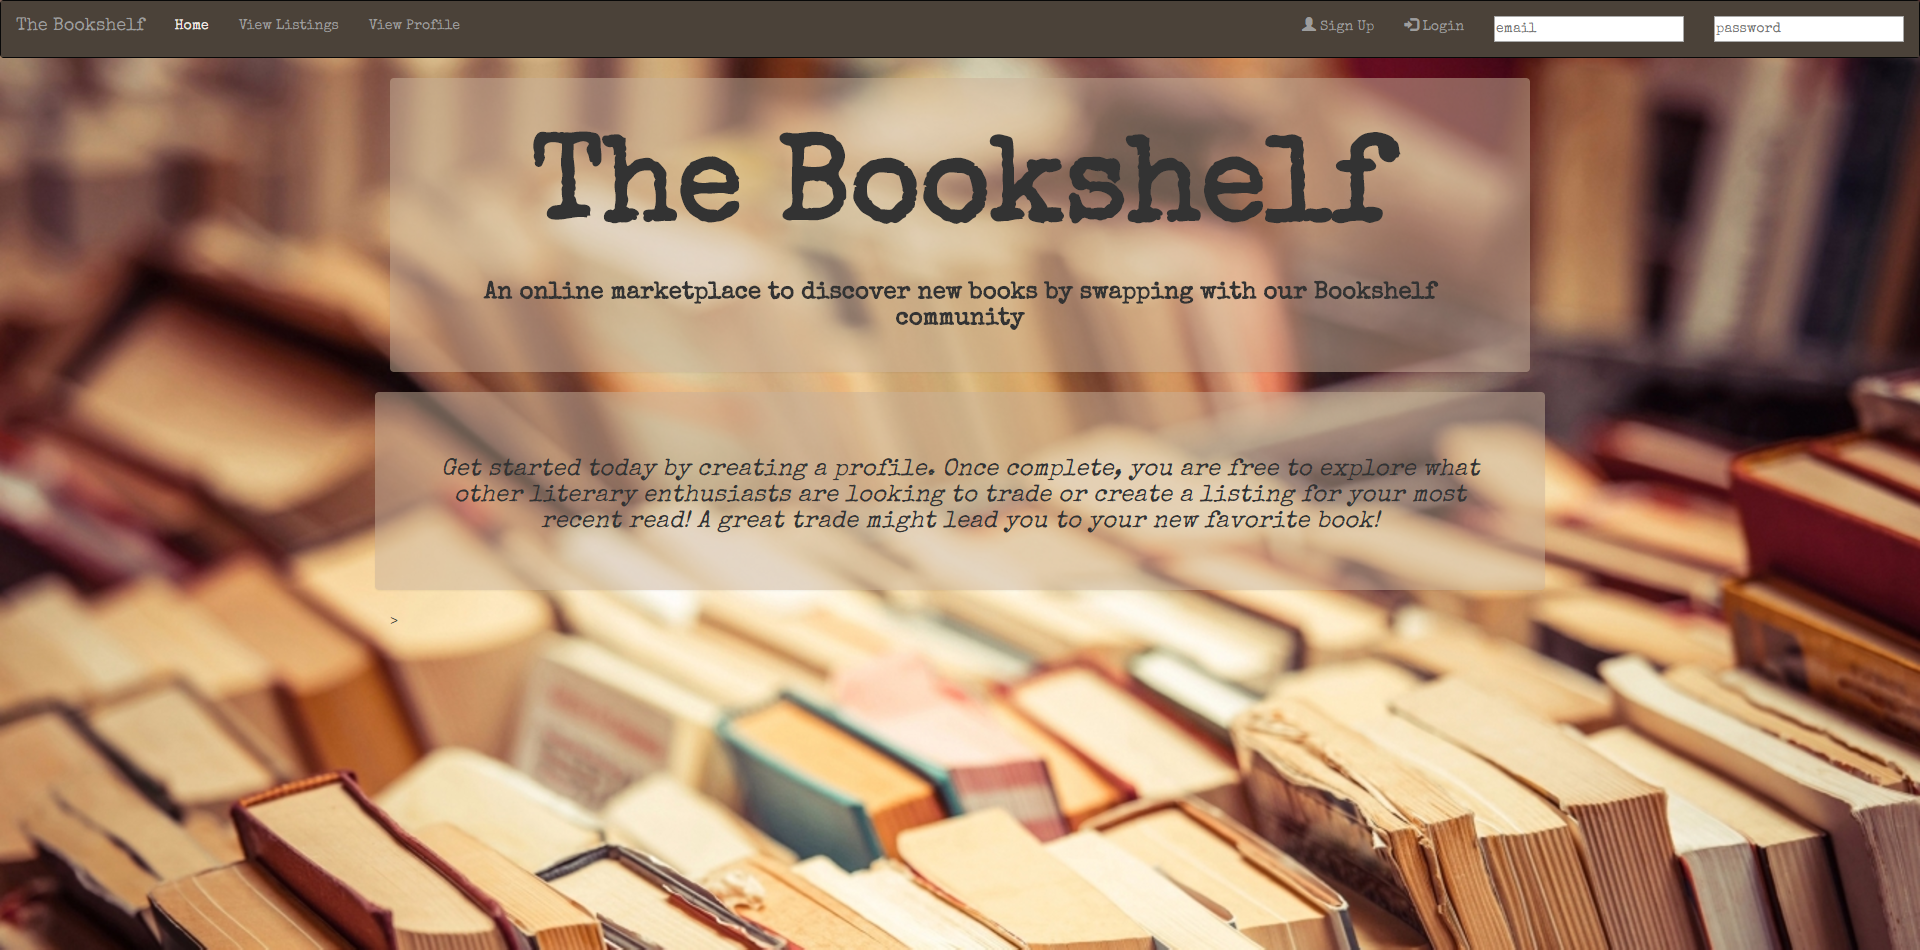 The Bookshelf Home View Listings View Profile Sign Up Login email password
The Bookshelf
An online marketplace to discover new books by swapping with our Bookshelf
community
Get started today by creating a profile. Once complete, you are free to explore what
other literary enthusiasts are looking to trade or create a listing for your most
recent read! A great trade might lead you to your new favorite book!
>